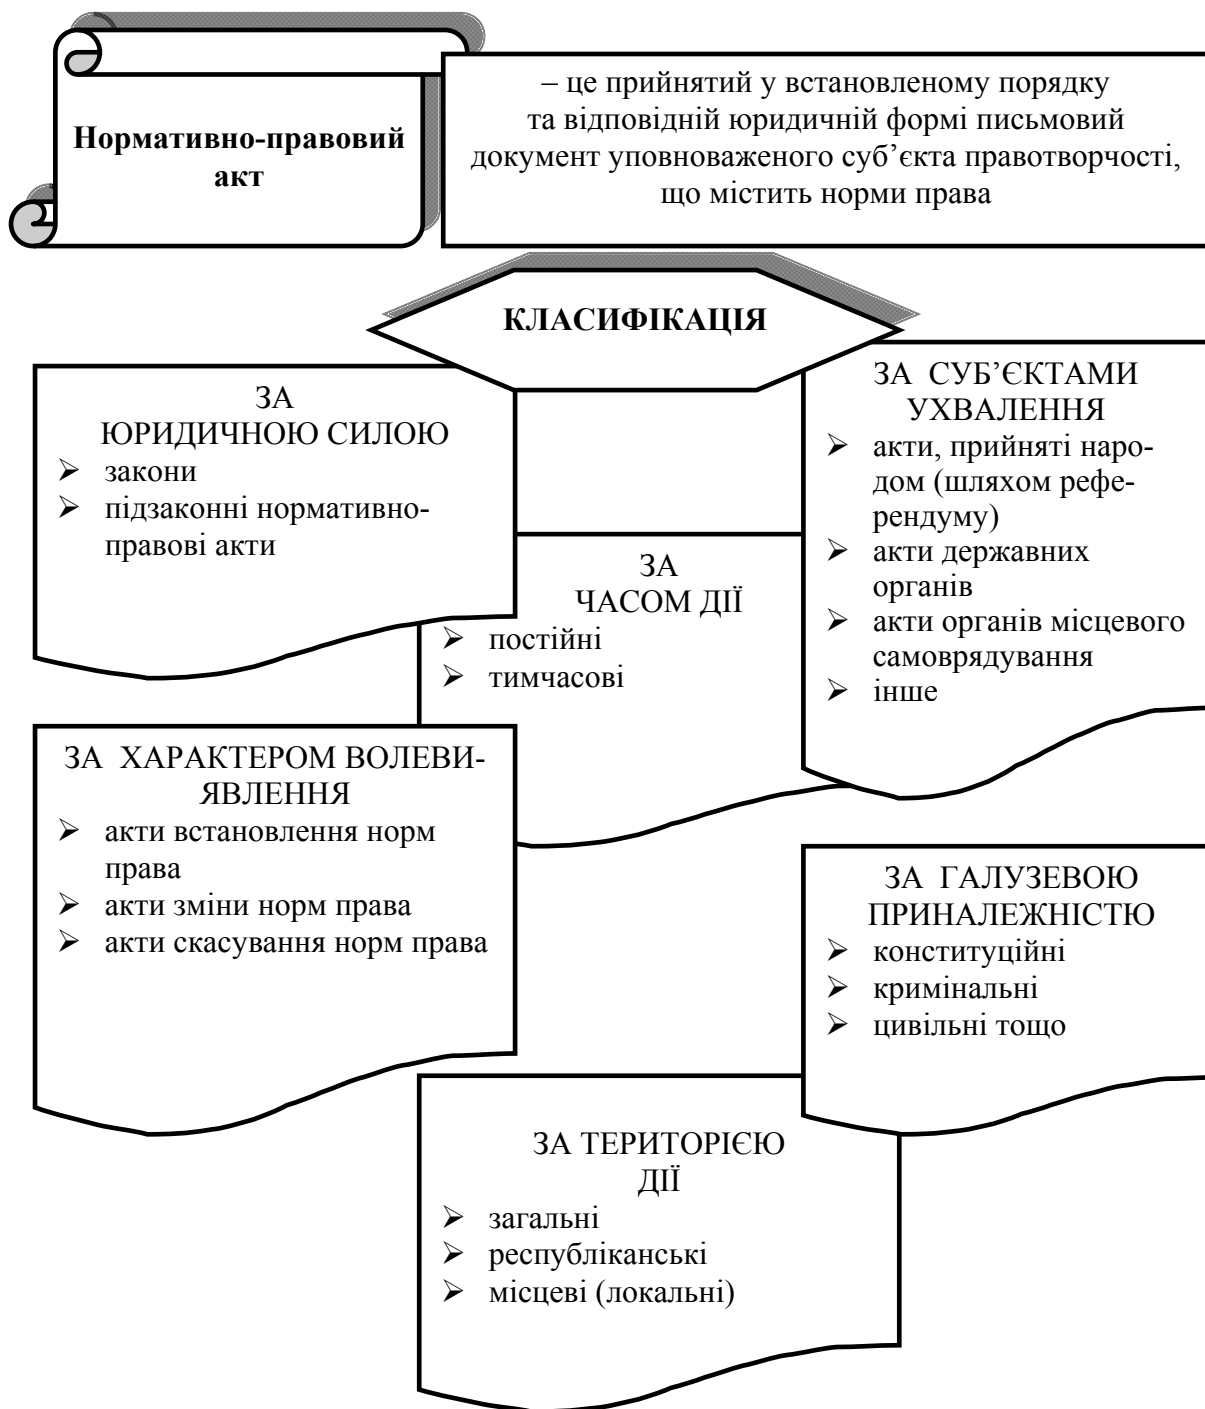 Нормативно-правовий
акт
– це прийнятий у встановленому порядку
та відповідній юридичній формі письмовий
документ уповноваженого суб’єкта правотворчості,
що містить норми права
КЛАСИФІКАЦІЯ
ЗА
ЮРИДИЧНОЮ СИЛОЮ
➢ закони
➢ підзаконні нормативно-
правові акти
ЗА СУБ’ЄКТАМИ
УХВАЛЕННЯ
➢ акти, прийняті наро-
дом (шляхом рефе-
рендуму)
➢ акти державних
органів
➢ акти органів місцевого
самоврядування
➢ інше
ЗА
ЧАСОМ ДІЇ
➢ постійні
➢ тимчасові
ЗА ХАРАКТЕРОМ ВОЛЕВИ-
ЯВЛЕННЯ
➢ акти встановлення норм
права
➢ акти зміни норм права
➢ акти скасування норм права
ЗА ГАЛУЗЕВОЮ
ПРИНАЛЕЖНІСТЮ
➢ конституційні
➢ кримінальні
➢ цивільні тощо
ЗА ТЕРИТОРІЄЮ
ДІЇ
➢ загальні
➢ республіканські
➢ місцеві (локальні)